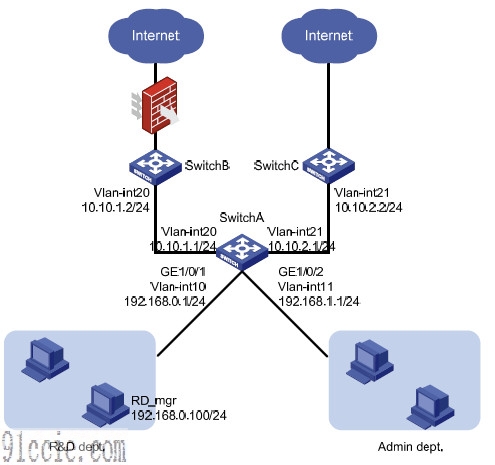 Internet
Internet
SwitchB
SwitchC
SWITCH
SWITCH
Vlan-int20
10.10.1.2/24
Vlan-int21
10.10.2.2/24
SwitchA
Vlan-int20
10.10.1.1/24
Vlan-int21
10.10.2.1/24
SWITCH
GE1/0/1
Vlan-int10
192.168.0.1/24
GE1/0/2
Vlan-int11
192.168.1.1/24
RD_mgr
192.168.0.100/24
R&D dept.
Admin dept.
91ccie.com